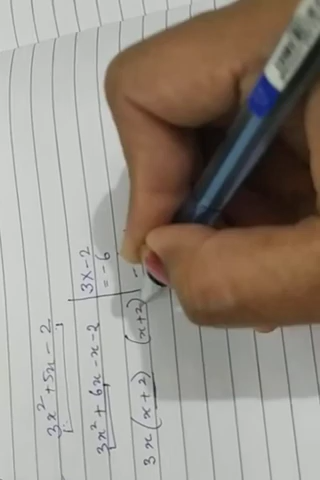 3x² + 5x - 2
3x² + 6x - x - 2
3x - 2
= - 6
3x (x + 2) (x+2)